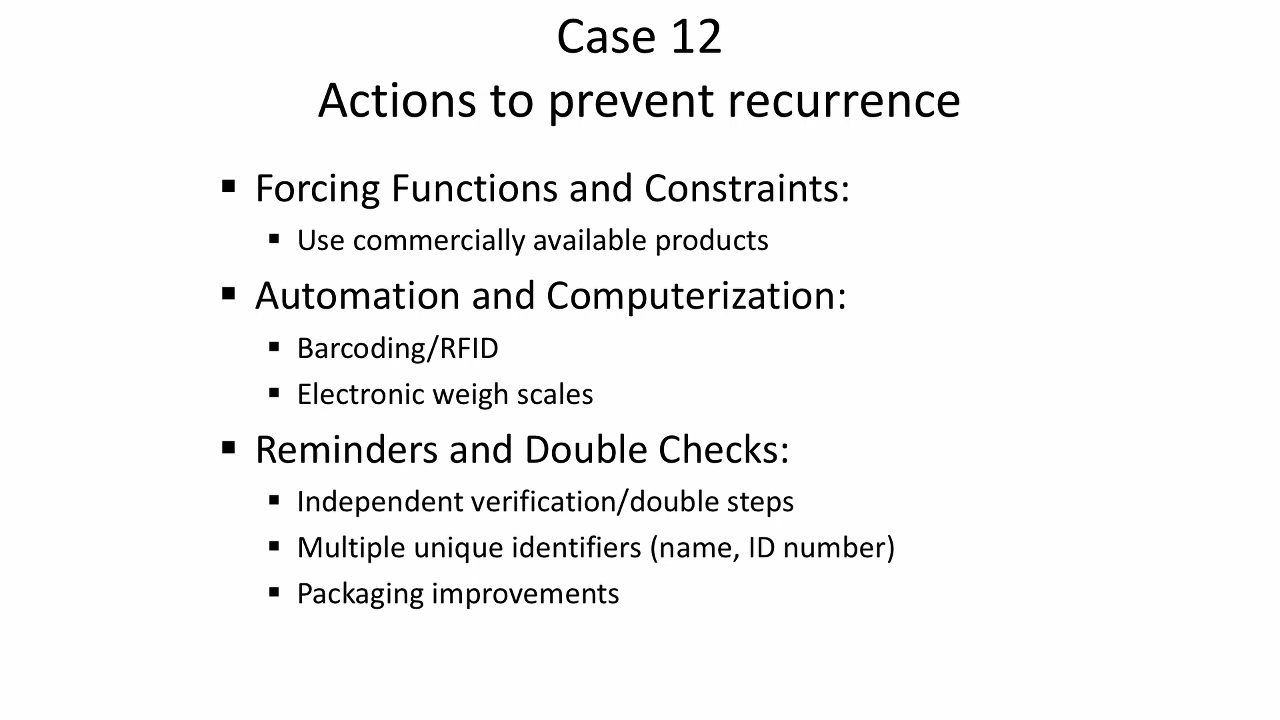 Case 12
Actions to prevent recurrence
▪ Forcing Functions and Constraints:
▪ Use commercially available products
▪ Automation and Computerization:
▪ Barcoding/RFID
▪ Electronic weigh scales
▪ Reminders and Double Checks:
▪ Independent verification/double steps
▪ Multiple unique identifiers (name, ID number)
▪ Packaging improvements